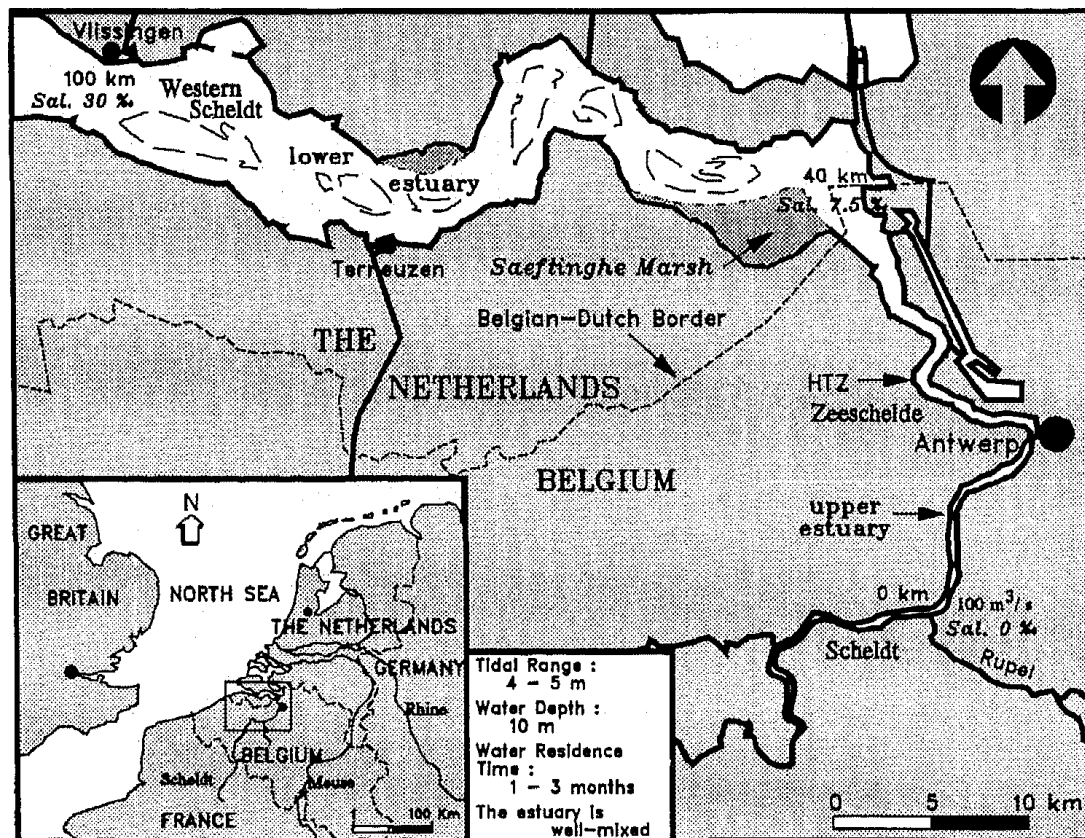 Vlissingen
100 km
Sal. 30 ‰
Western
Scheldt
lower
estuary
40 km
Sal. 7.5 ‰
Terneuzen
Saeftinghe Marsh
Belgian-Dutch Border
THE
NETHERLANDS
HTZ
Zeeschelde
Antwerp
BELGIUM
upper
estuary
0 km
100 m³/s
Sal. 0 ‰
Scheldt
Rupel
N
GREAT
BRITAIN
NORTH SEA
THE NETHERLANDS
GERMANY
Rhine
BELGIUM
Scheldt
Meuse
FRANCE
100 Km
Tidal Range :
4 - 5 m
Water Depth :
10 m
Water Residence
Time :
1 - 3 months
The estuary is
well-mixed
0 5 10 km